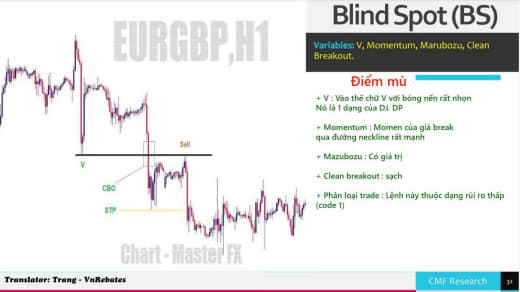 EURGBP,H1
Blind Spot (BS)
Variables: V, Momentum, Marubozu, Clean
Breakout.
Điểm mù
+ V : Vào thế chữ V với bóng nến rất nhọn
Nó là 1 dạng của DJ. DP
+ Momentum : Momen của giá break
qua đường neckline rất mạnh
+ Mazubozu : Có giá trị
+ Clean breakout : sạch
+ Phân loại trade : Lệnh này thuộc dạng rủi ro thấp
(code 1)
Sell
V
CBO
STP
Chart - Master FX
Translator: Trang - VnRebates
CMF Research
32